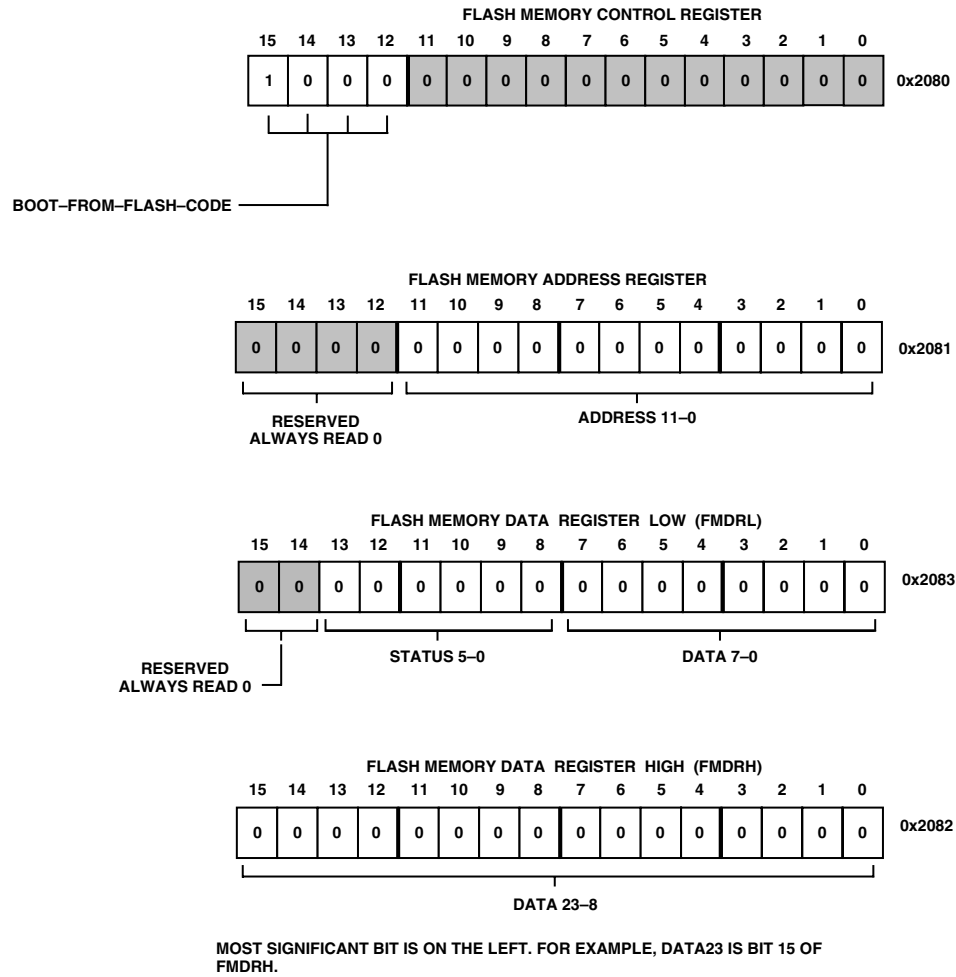 FLASH MEMORY CONTROL REGISTER
15 14 13 12 11 10 9 8 7 6 5 4 3 2 1 0
1 0 0 0 0 0 0 0 0 0 0 0 0 0 0 0 0x2080
BOOT–FROM–FLASH–CODE
FLASH MEMORY ADDRESS REGISTER
15 14 13 12 11 10 9 8 7 6 5 4 3 2 1 0
0 0 0 0 0 0 0 0 0 0 0 0 0 0 0 0 0x2081
RESERVED
ALWAYS READ 0
ADDRESS 11–0
FLASH MEMORY DATA REGISTER LOW (FMDRL)
15 14 13 12 11 10 9 8 7 6 5 4 3 2 1 0
0 0 0 0 0 0 0 0 0 0 0 0 0 0 0 0 0x2083
STATUS 5–0 DATA 7–0
RESERVED
ALWAYS READ 0
FLASH MEMORY DATA REGISTER HIGH (FMDRH)
15 14 13 12 11 10 9 8 7 6 5 4 3 2 1 0
0 0 0 0 0 0 0 0 0 0 0 0 0 0 0 0 0x2082
DATA 23–8
MOST SIGNIFICANT BIT IS ON THE LEFT. FOR EXAMPLE, DATA23 IS BIT 15 OF
FMDRH.